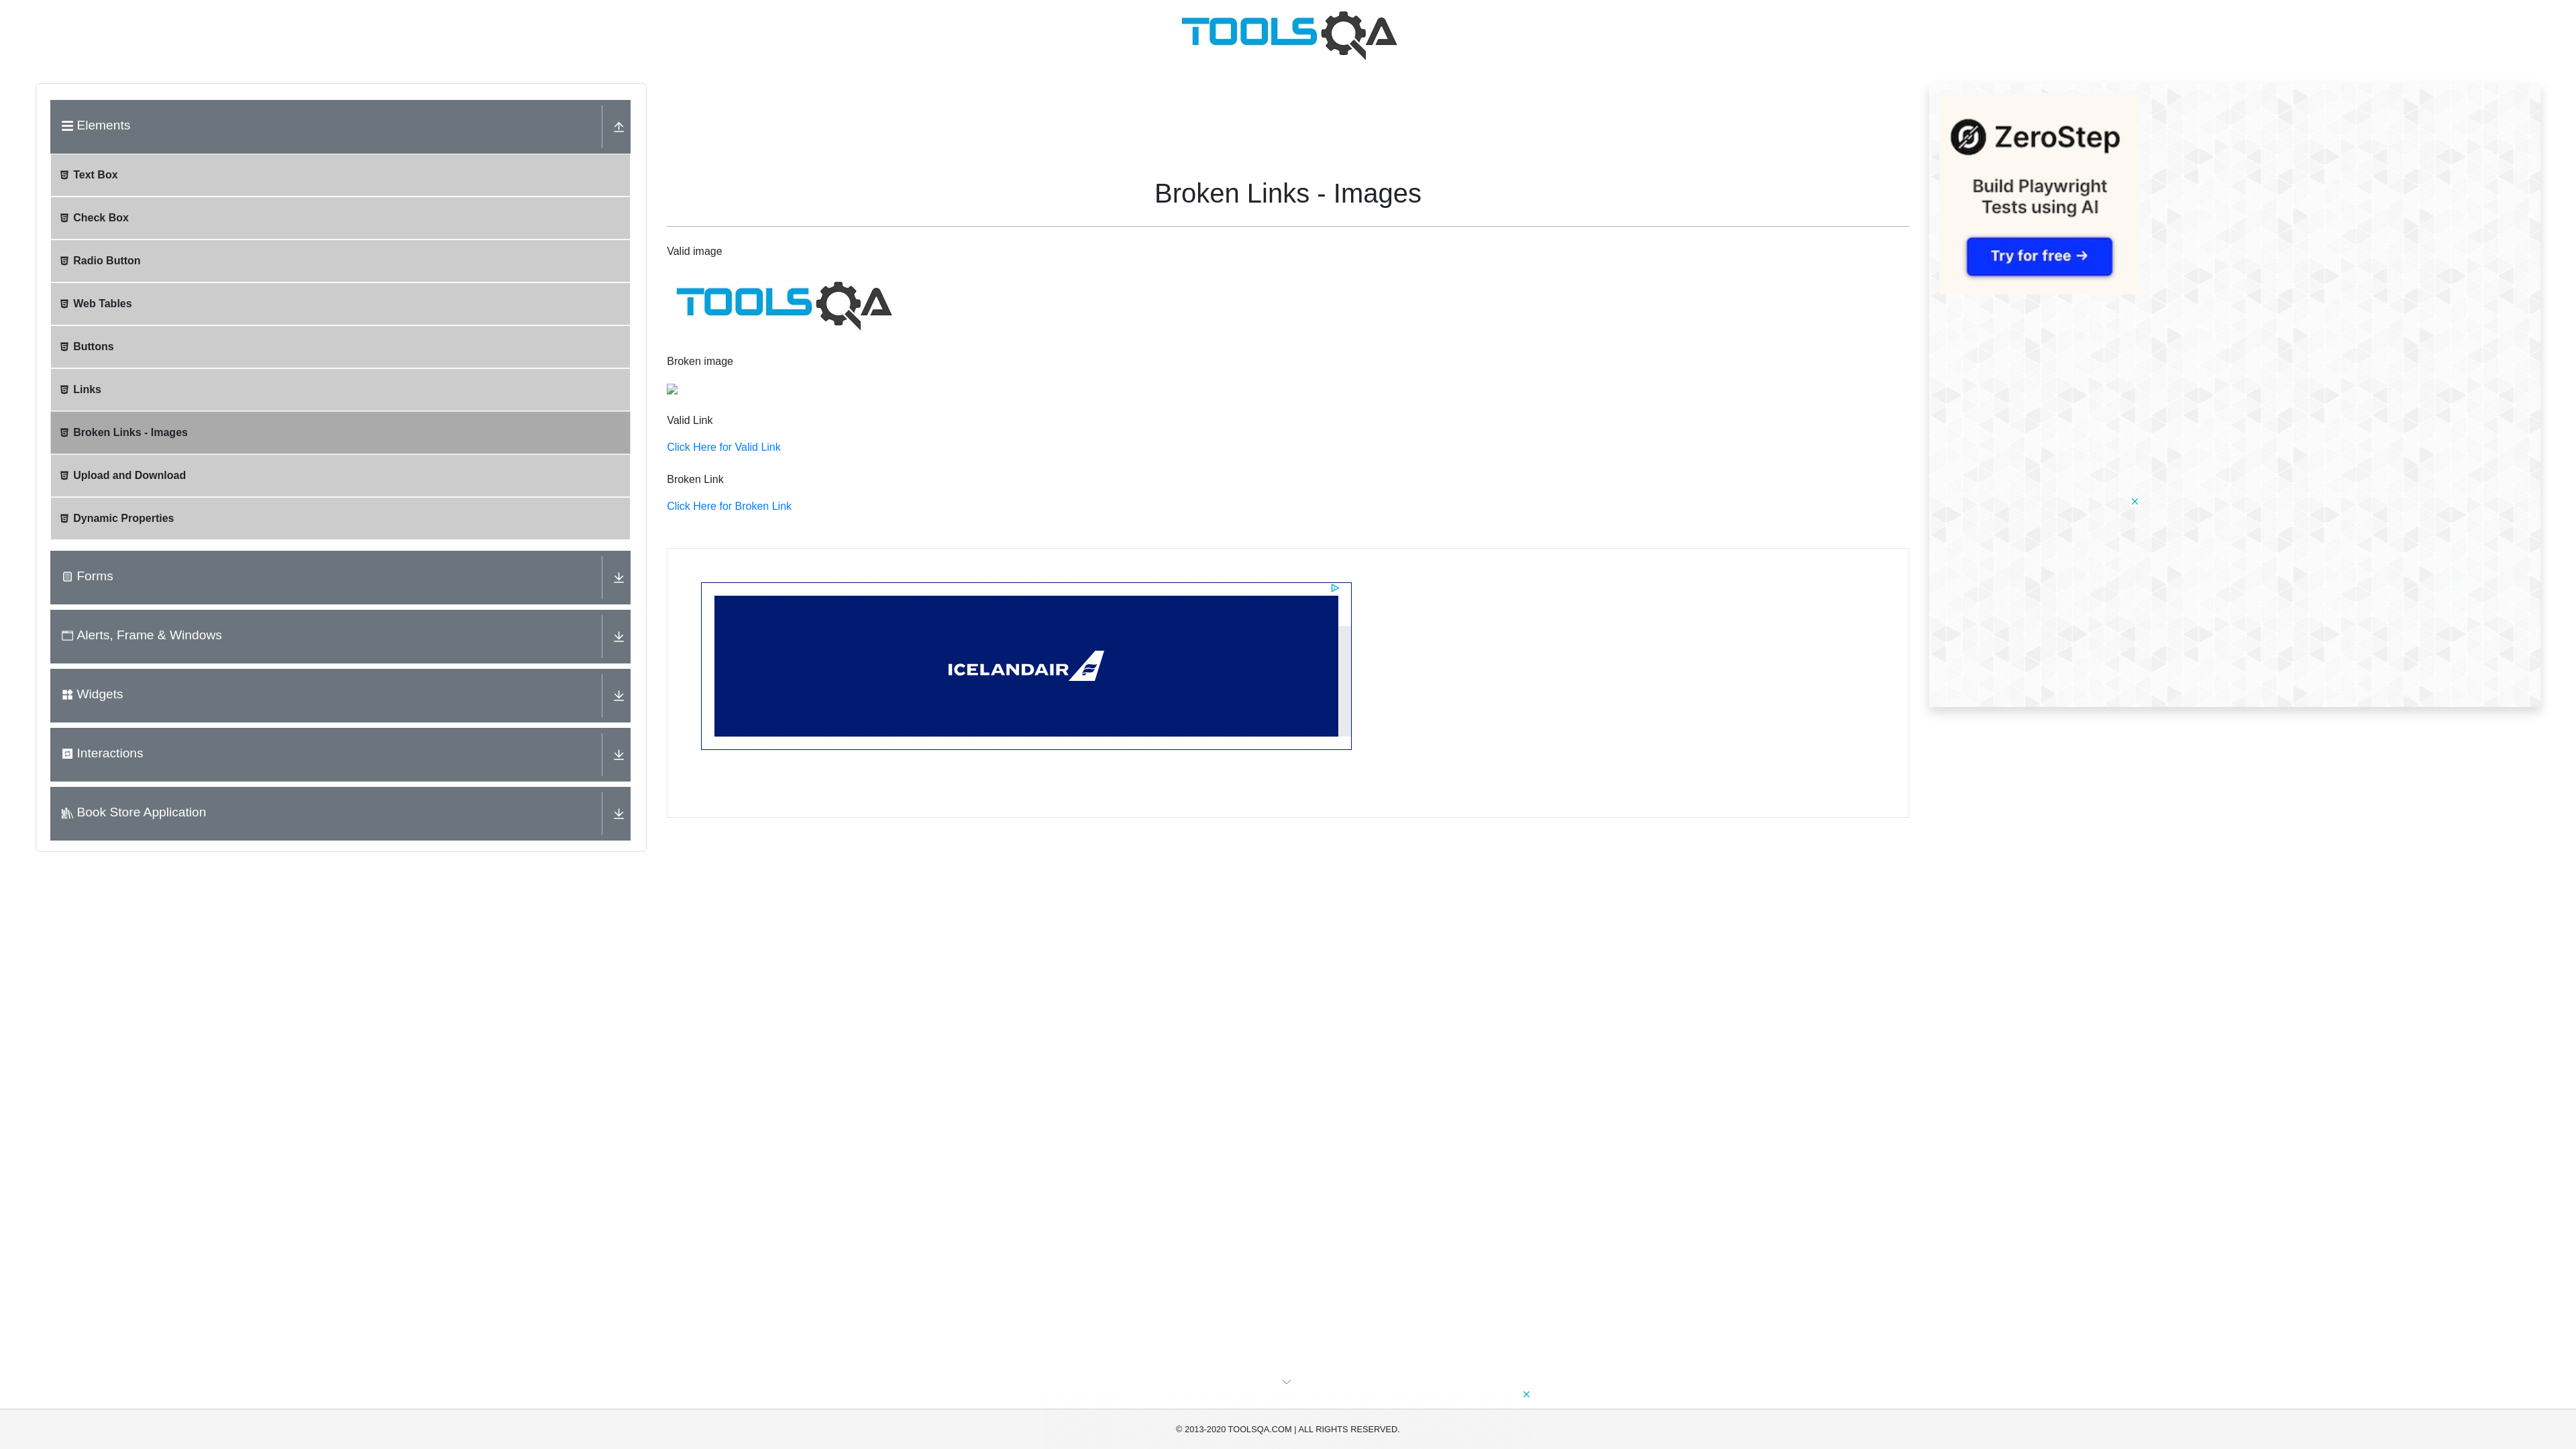 TOOLSQA
Elements
Text Box
Check Box
Radio Button
Web Tables
Buttons
Links
Broken Links - Images
Upload and Download
Dynamic Properties
Forms
Alerts, Frame & Windows
Widgets
Interactions
Book Store Application
Broken Links - Images
Valid image
TOOLSQA
Broken image
Valid Link
Click Here for Valid Link
Broken Link
Click Here for Broken Link
ICELANDAIR
ZeroStep
Build Playwright
Tests using AI
Try for free →
© 2013-2020 TOOLSQA.COM | ALL RIGHTS RESERVED.